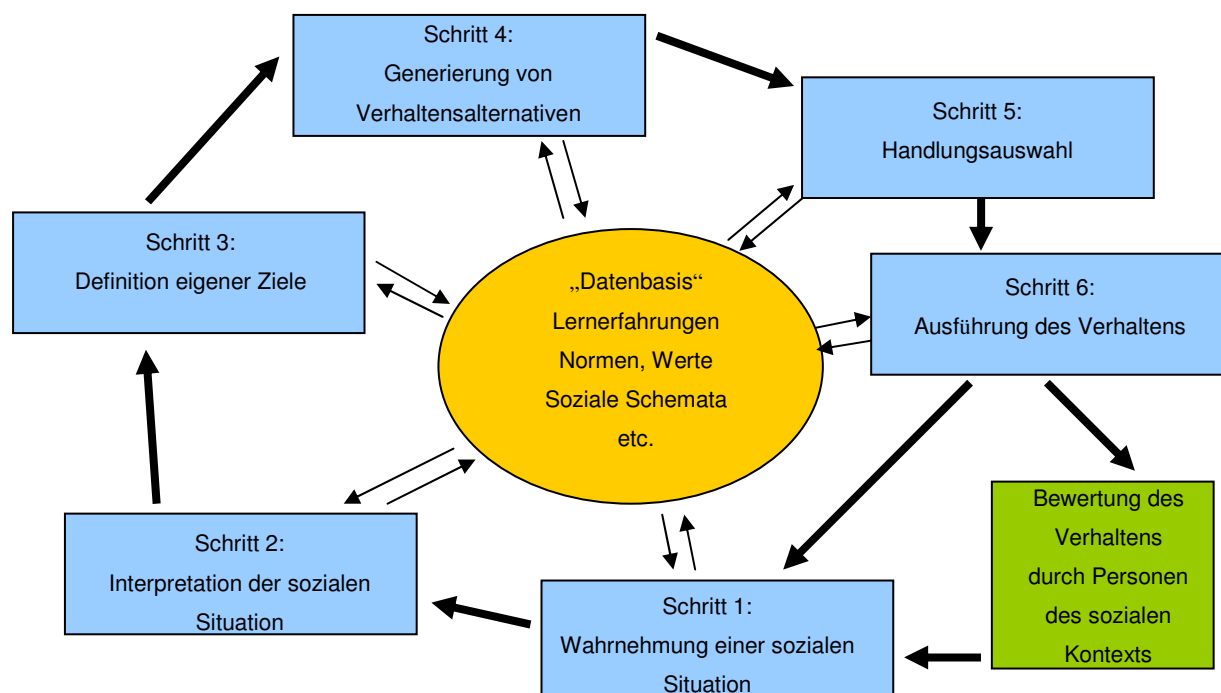 Schritt 4:
Generierung von
Verhaltensalternativen
Schritt 5:
Handlungsauswahl
Schritt 3:
Definition eigener Ziele
„Datenbasis“
Lernerfahrungen
Normen, Werte
Soziale Schemata
etc.
Schritt 6:
Ausführung des Verhaltens
Schritt 2:
Interpretation der sozialen
Situation
Schritt 1:
Wahrnehmung einer sozialen
Situation
Bewertung des
Verhaltens
durch Personen
des sozialen
Kontexts